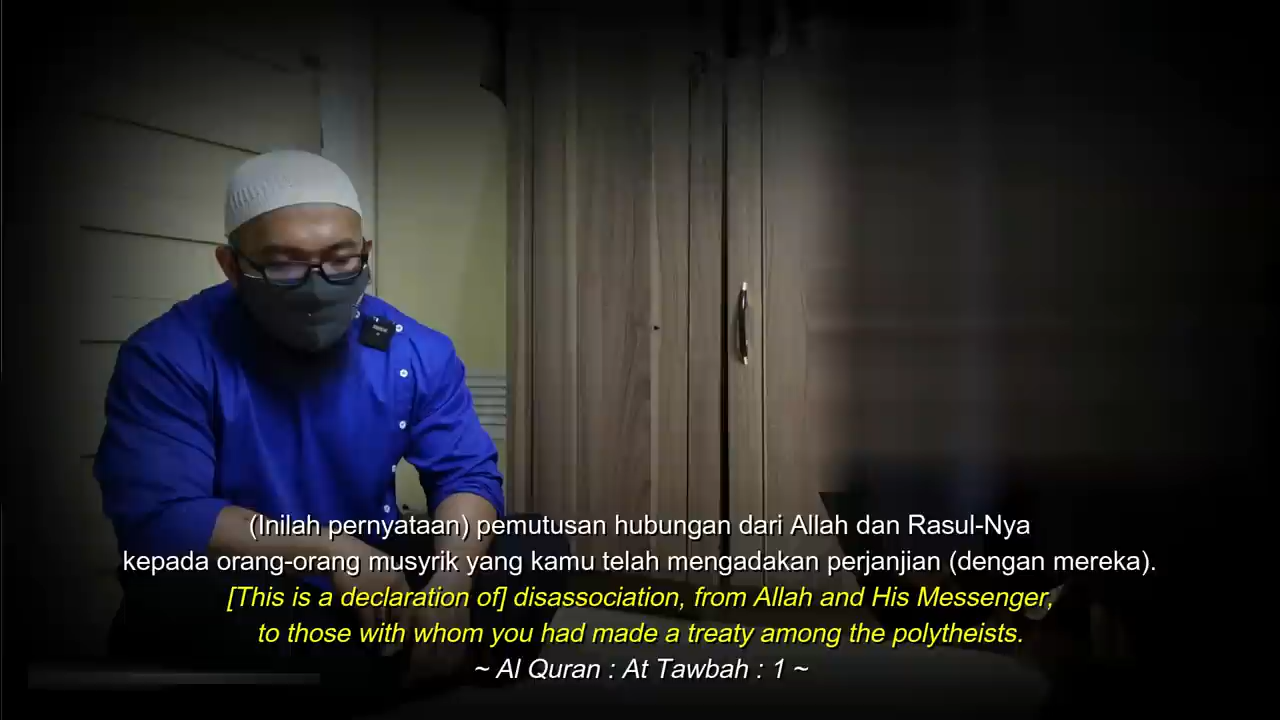 (Inilah pernyataan) pemutusan hubungan dari Allah dan Rasul-Nya
kepada orang-orang musyrik yang kamu telah mengadakan perjanjian (dengan mereka).
[This is a declaration of] disassociation, from Allah and His Messenger,
to those with whom you had made a treaty among the polytheists.
~ Al Quran : At Tawbah : 1 ~